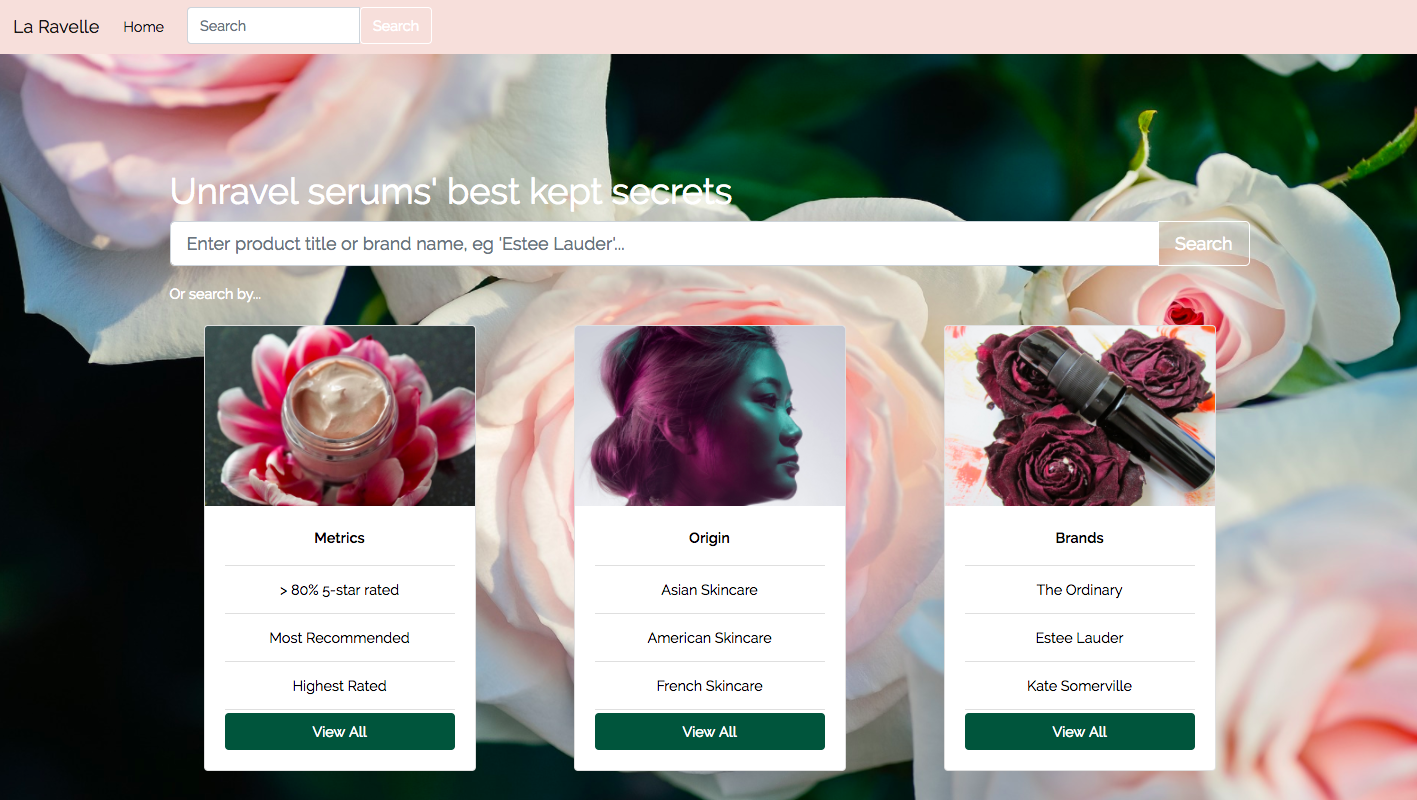 La Ravelle Home Search Search
Unravel serums' best kept secrets
Enter product title or brand name, eg 'Estee Lauder'... Search
Or search by...
Metrics
> 80% 5-star rated
Most Recommended
Highest Rated
View All
Origin
Asian Skincare
American Skincare
French Skincare
View All
Brands
The Ordinary
Estee Lauder
Kate Somerville
View All